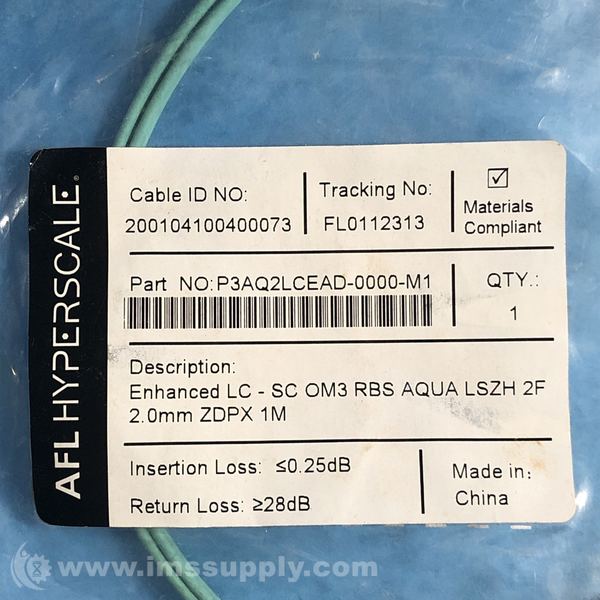 AFL HYPERSCALE®
Cable ID NO:
200104100400073
Tracking No:
FL0112313
Materials
Compliant
Part NO:P3AQ2LCEAD-0000-M1
QTY.:
1
Description:
Enhanced LC - SC OM3 RBS AQUA LSZH 2F
2.0mm ZDPX 1M
Insertion Loss: ≤0.25dB
Return Loss: ≥28dB
Made in:
China
www.imssupply.com